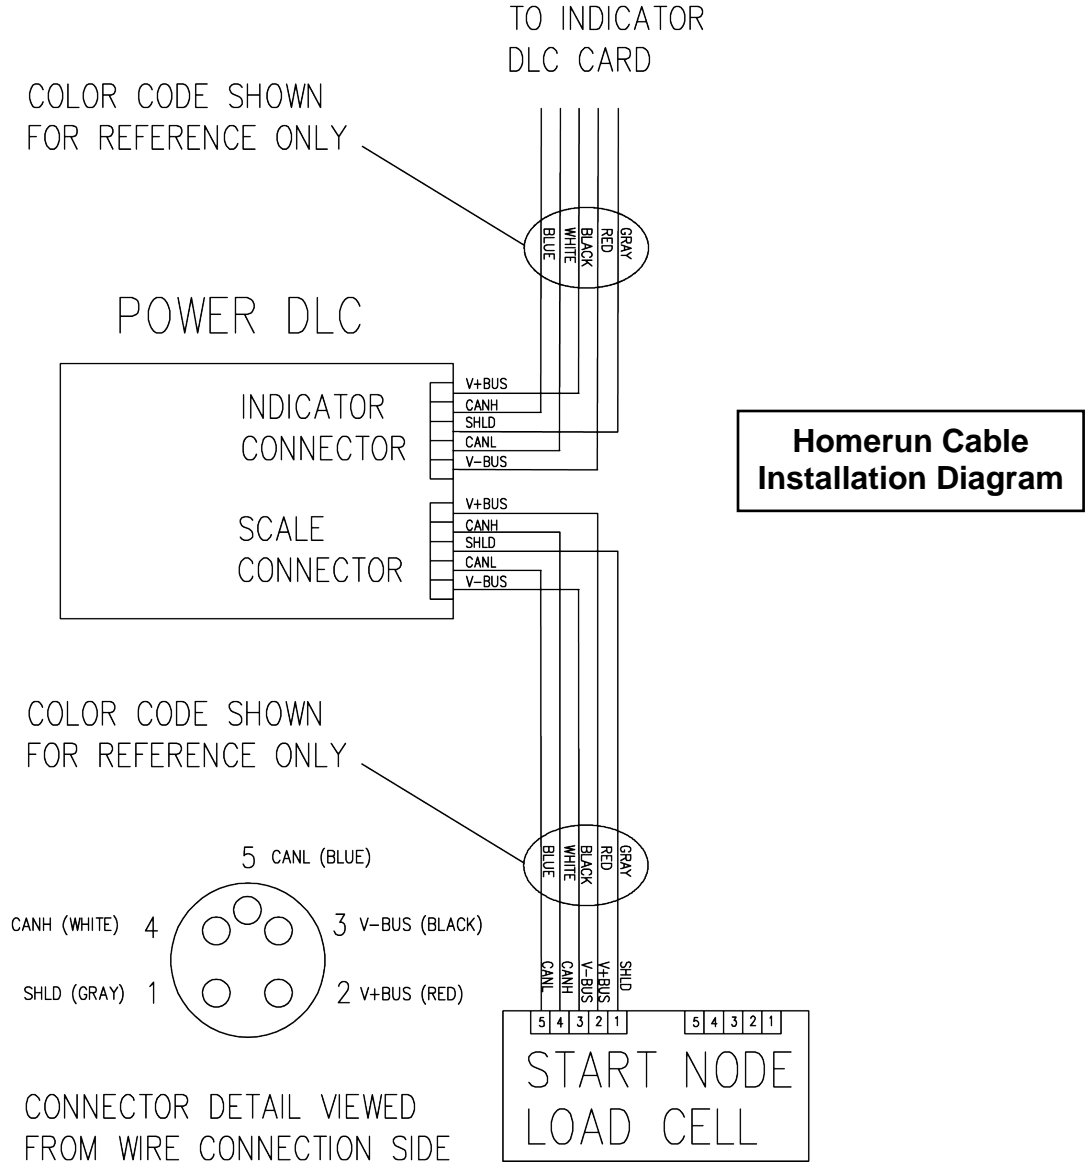 TO INDICATOR
DLC CARD
COLOR CODE SHOWN
FOR REFERENCE ONLY
BLUE
WHITE
BLACK
RED
GRAY
POWER DLC
INDICATOR
CONNECTOR
V+BUS
CANH
SHLD
CANL
V-BUS
Homerun Cable
Installation Diagram
SCALE
CONNECTOR
V+BUS
CANH
SHLD
CANL
V-BUS
COLOR CODE SHOWN
FOR REFERENCE ONLY
BLUE
WHITE
BLACK
RED
GRAY
5 CANL (BLUE)
CANH (WHITE) 4
3 V-BUS (BLACK)
SHLD (GRAY) 1
2 V+BUS (RED)
CANL
CANH
V-BUS
V+BUS
SHLD
5 4 3 2 1
5 4 3 2 1
START NODE
LOAD CELL
CONNECTOR DETAIL VIEWED
FROM WIRE CONNECTION SIDE